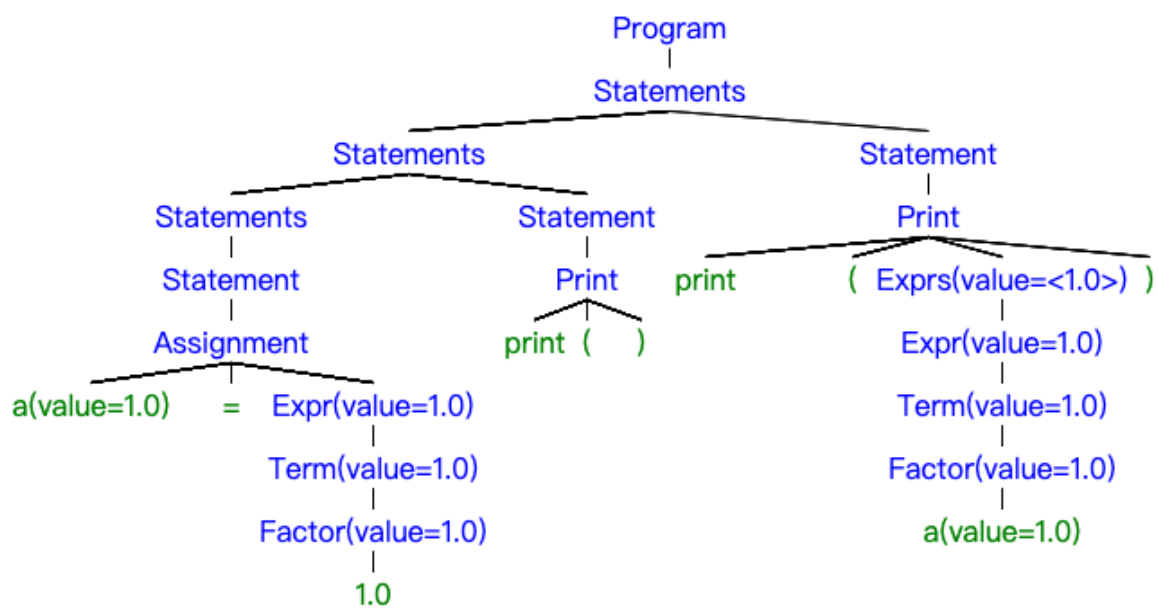 Program
Statements
Statements Statement
Statements Statement Print
Statement Print print ( Exprs(value=<1.0>) )
Assignment print ( ) Expr(value=1.0)
a(value=1.0) = Expr(value=1.0) Term(value=1.0)
Term(value=1.0) Factor(value=1.0)
Factor(value=1.0) a(value=1.0)
1.0